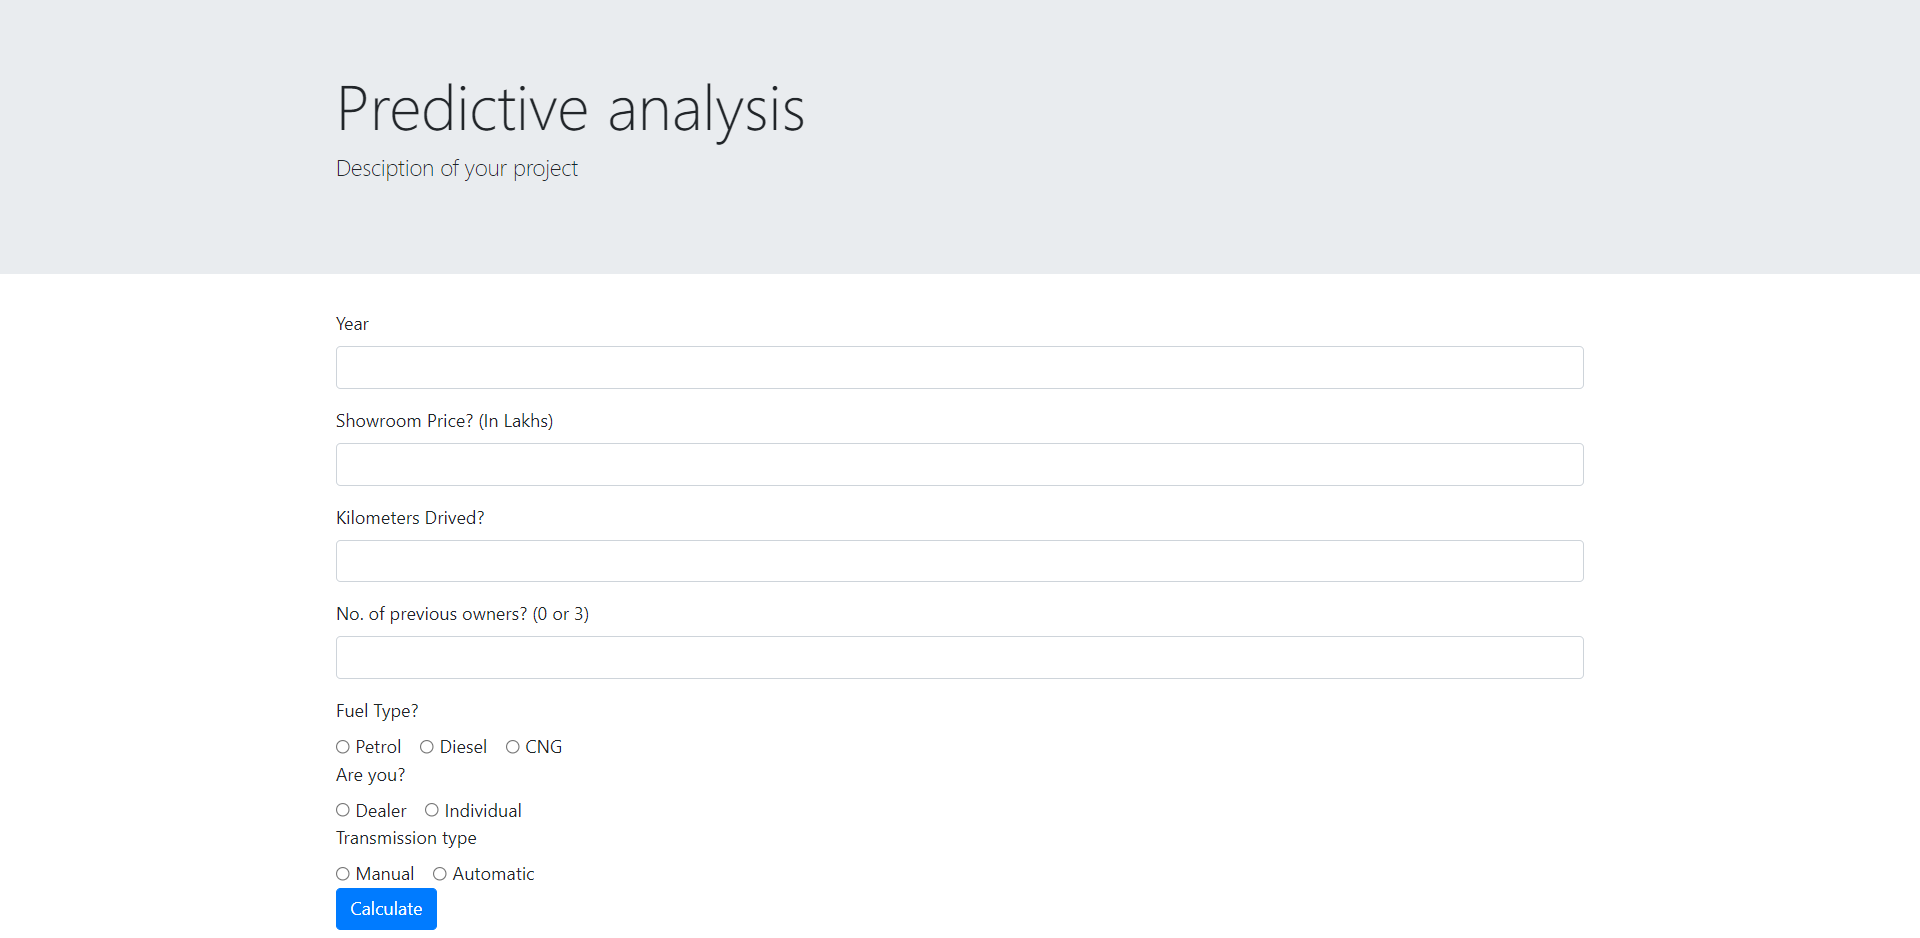 Predictive analysis
Desciption of your project
Year
Showroom Price? (In Lakhs)
Kilometers Drived?
No. of previous owners? (0 or 3)
Fuel Type?
Petrol Diesel CNG
Are you?
Dealer Individual
Transmission type
Manual Automatic
Calculate